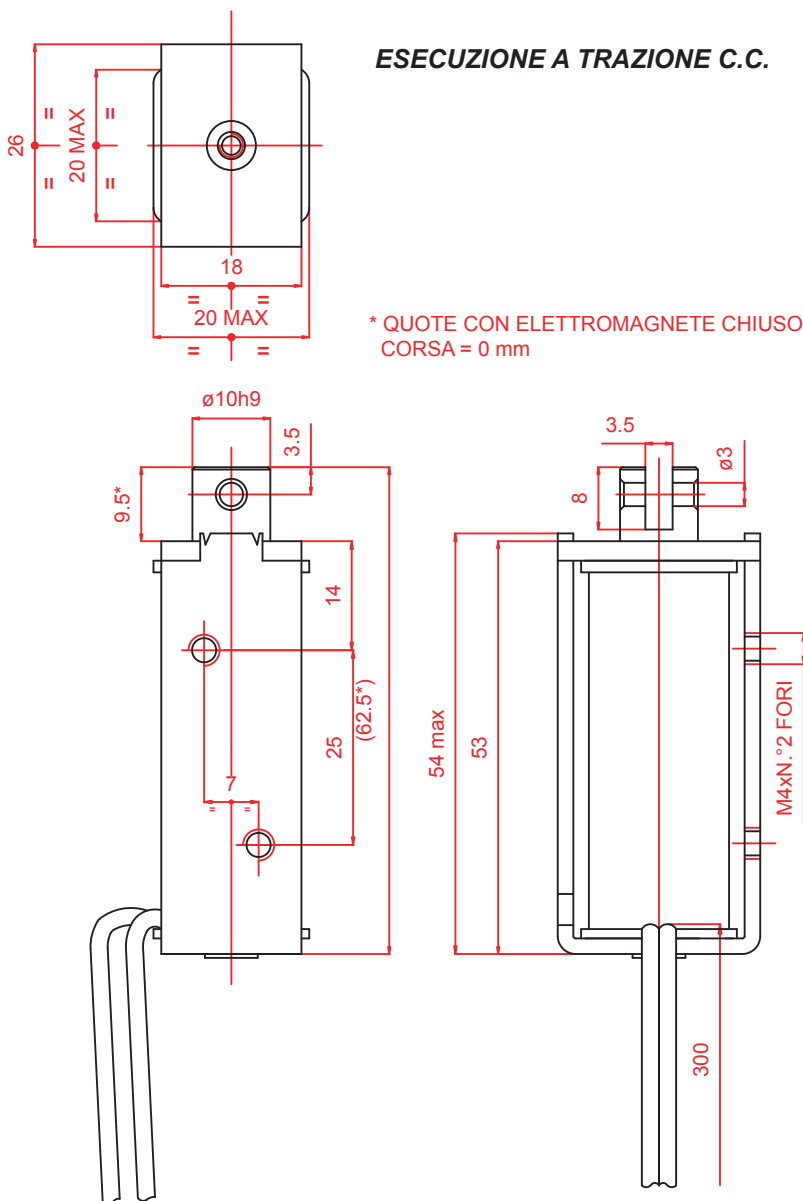 ESECUZIONE A TRAZIONE C.C.
26
20 MAX
=
=
=
=
18
=
=
20 MAX
=
=
* QUOTE CON ELETTROMAGNETE CHIUSO
CORSA = 0 mm
ø10h9
3.5
9.5*
14
25
(62.5*)
7
=
=
3.5
8
ø3
54 max
53
M4xN.°2 FORI
300